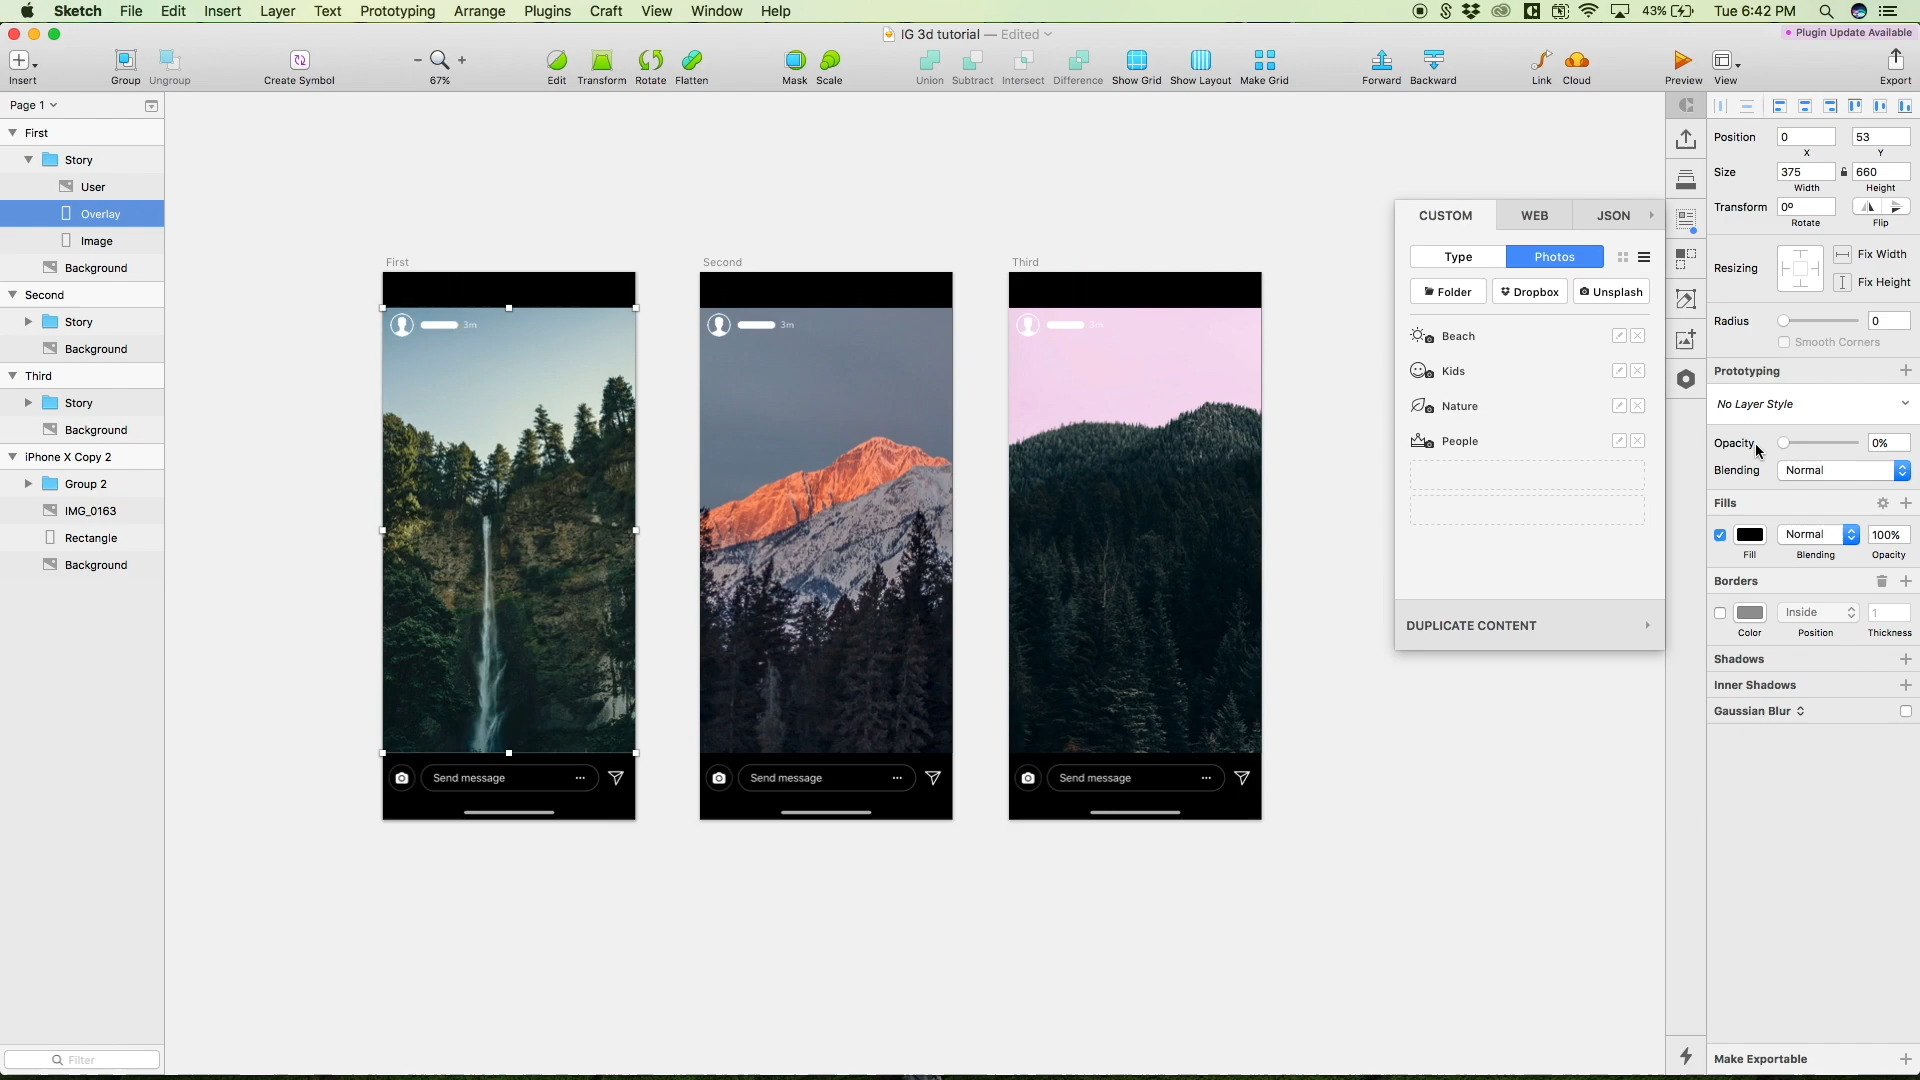 Sketch File Edit Insert Layer Text Prototyping Arrange Plugins Craft View Window Help
43% Tue 6:42 PM
IG 3d tutorial — Edited
Plugin Update Available
Insert Group Ungroup Create Symbol 67% Edit Transform Rotate Flatten Mask Scale Union Subtract Intersect Difference Show Grid Show Layout Make Grid Forward Backward Link Cloud Preview View Export
Page 1
First
Story
User
Overlay
Image
Background
Second
Story
Background
Third
Story
Background
iPhone X Copy 2
Group 2
IMG_0163
Rectangle
Background
Filter
First
3m
Send message
Second
3m
Send message
Third
3m
Send message
CUSTOM WEB JSON
Type Photos
Folder Dropbox Unsplash
Beach
Kids
Nature
People
DUPLICATE CONTENT
Position 0 53
X Y
Size 375 660
Width Height
Transform 0º
Rotate Flip
Resizing Fix Width
Fix Height
Radius 0
Smooth Corners
Prototyping
No Layer Style
Opacity 0%
Blending Normal
Fills
Normal 100%
Fill Blending Opacity
Borders
Inside 1
Color Position Thickness
Shadows
Inner Shadows
Gaussian Blur
Make Exportable